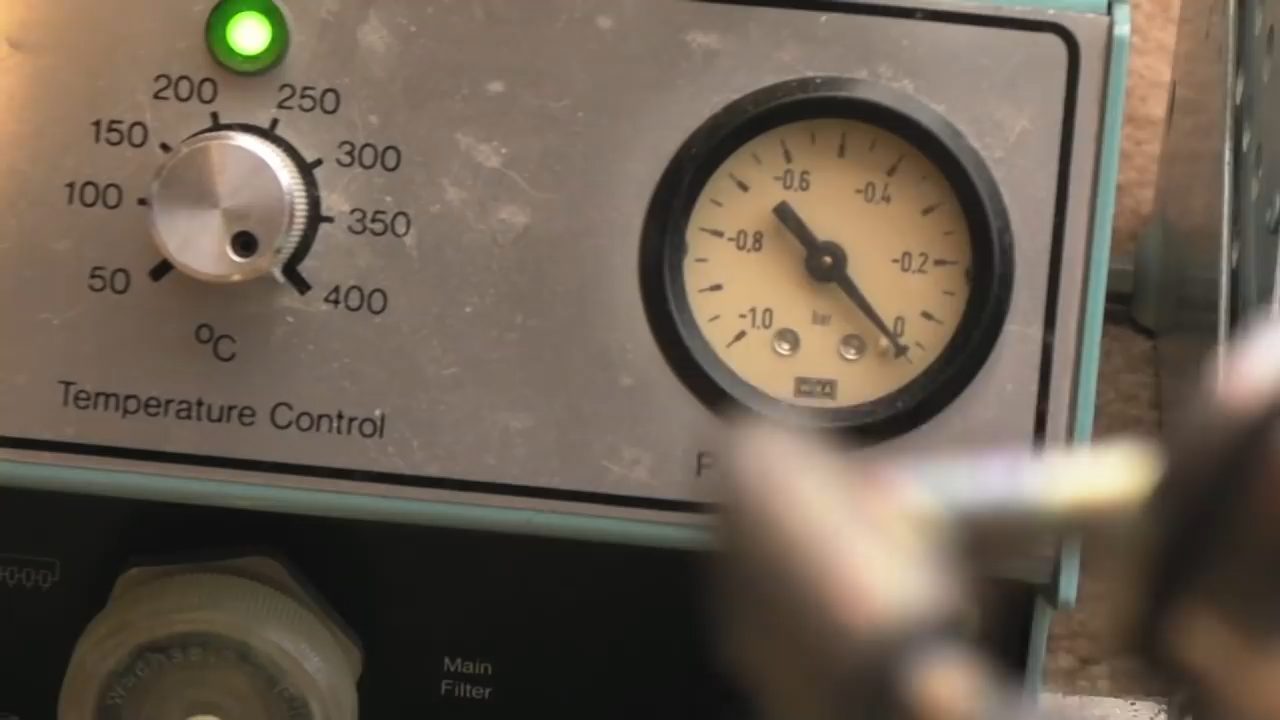 200 250
150 300
100 350
50 400
°C
Temperature Control
-0,6 -0,4
-0,8 -0,2
-1,0 bar 0
Main
Filter